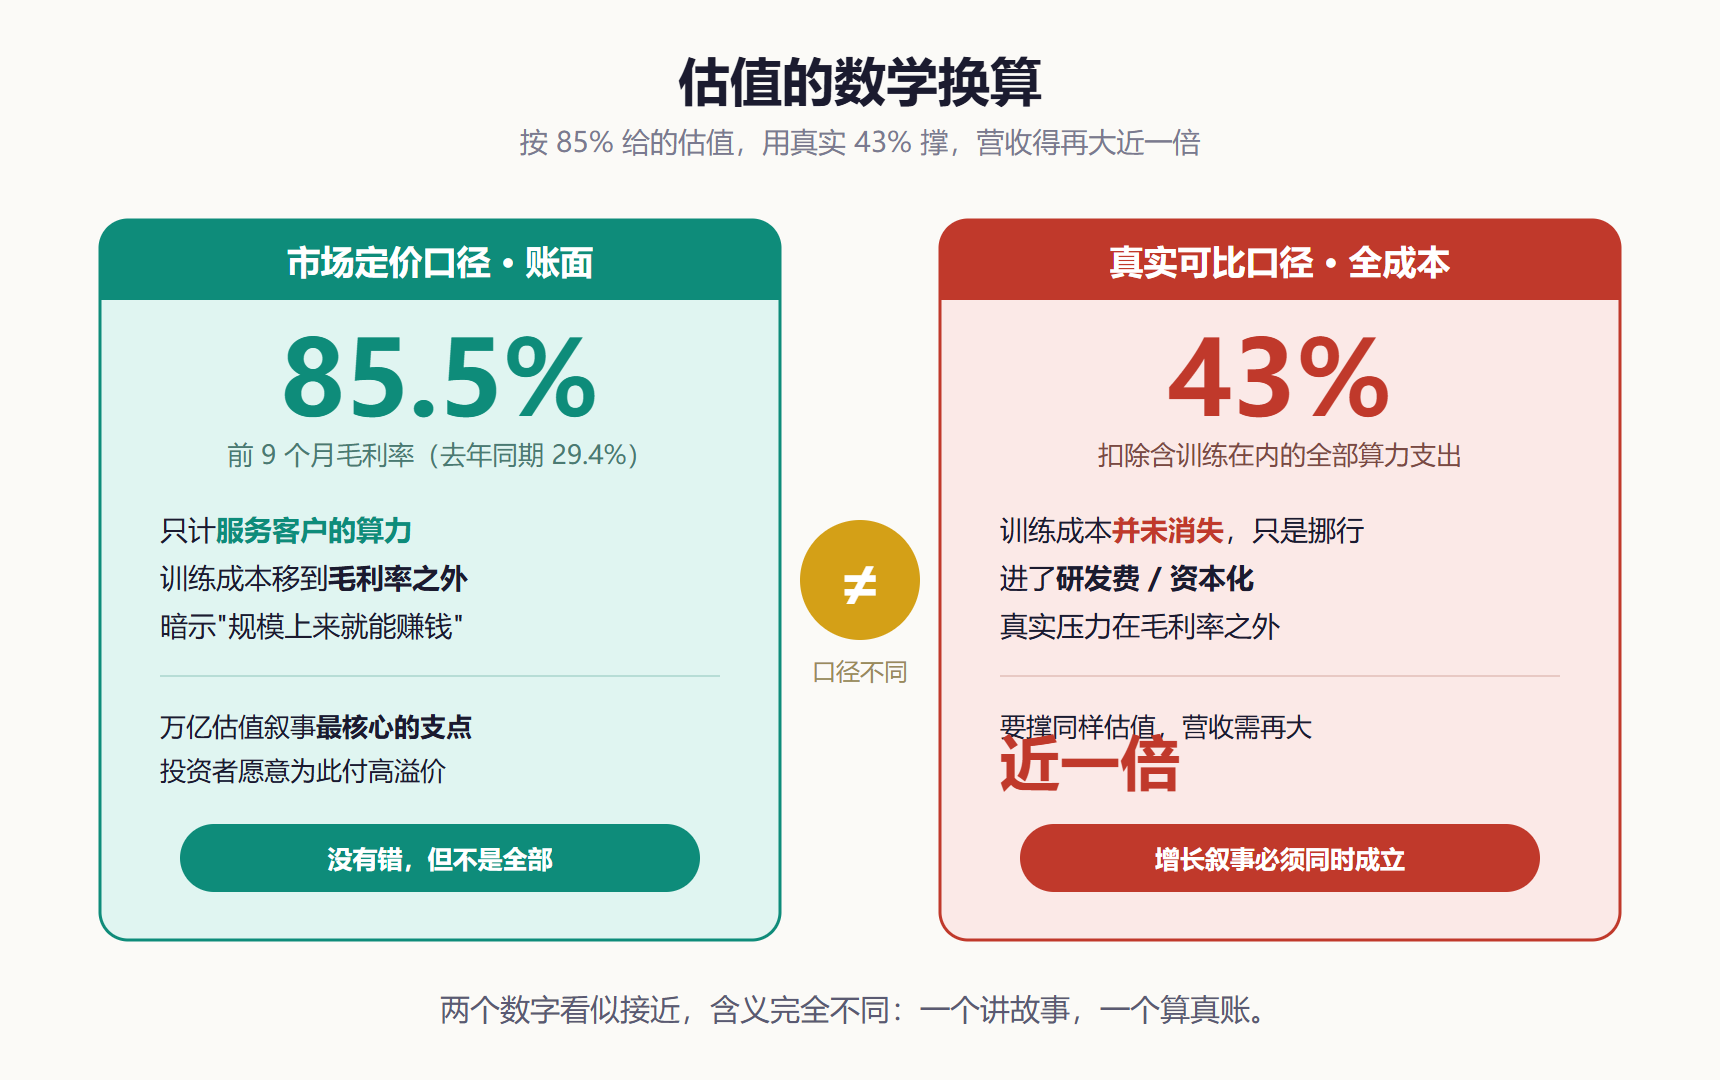 估值的数学换算
按 85% 给的估值，用真实 43% 撑，营收得再大近一倍
市场定价口径 · 账面
85.5%
前 9 个月毛利率（去年同期 29.4%）
只计服务客户的算力
训练成本移到毛利率之外
暗示"规模上来就能赚钱"
万亿估值叙事最核心的支点
投资者愿意为此付高溢价
没有错，但不是全部
≠
口径不同
真实可比口径 · 全成本
43%
扣除含训练在内的全部算力支出
训练成本并未消失，只是挪行
进了研发费 / 资本化
真实压力在毛利率之外
要撑同样估值，营收需再大
近一倍
增长叙事必须同时成立
两个数字看似接近，含义完全不同：一个讲故事，一个算真账。